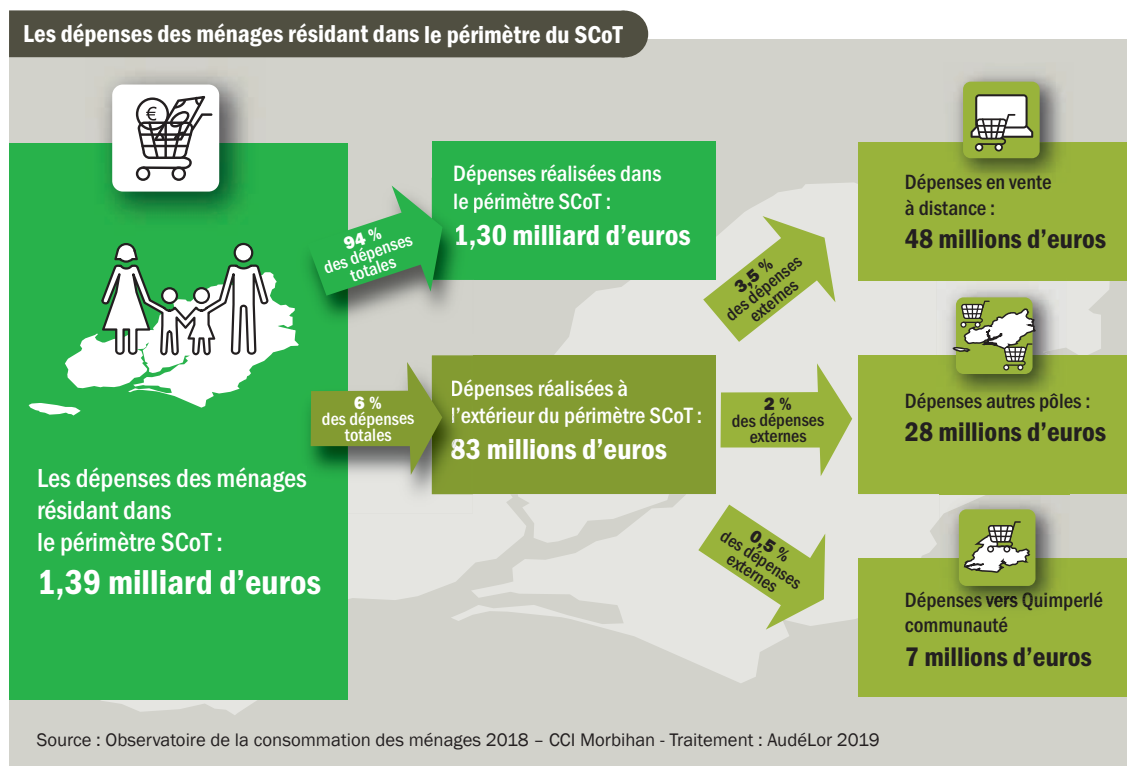 Les dépenses des ménages résidant dans le périmètre du SCoT
€
Les dépenses des ménages
résidant dans
le périmètre SCoT :
1,39 milliard d'euros
94 %
des dépenses
totales
Dépenses réalisées dans
le périmètre SCoT :
1,30 milliard d'euros
6 %
des dépenses
totales
Dépenses réalisées à
l'extérieur du périmètre SCoT :
83 millions d'euros
3,5 %
des dépenses
externes
Dépenses en vente
à distance :
48 millions d'euros
2 %
des dépenses
externes
Dépenses autres pôles :
28 millions d'euros
0,5 %
des dépenses
externes
Dépenses vers Quimperlé
communauté
7 millions d'euros
Source : Observatoire de la consommation des ménages 2018 – CCI Morbihan - Traitement : AudéLor 2019